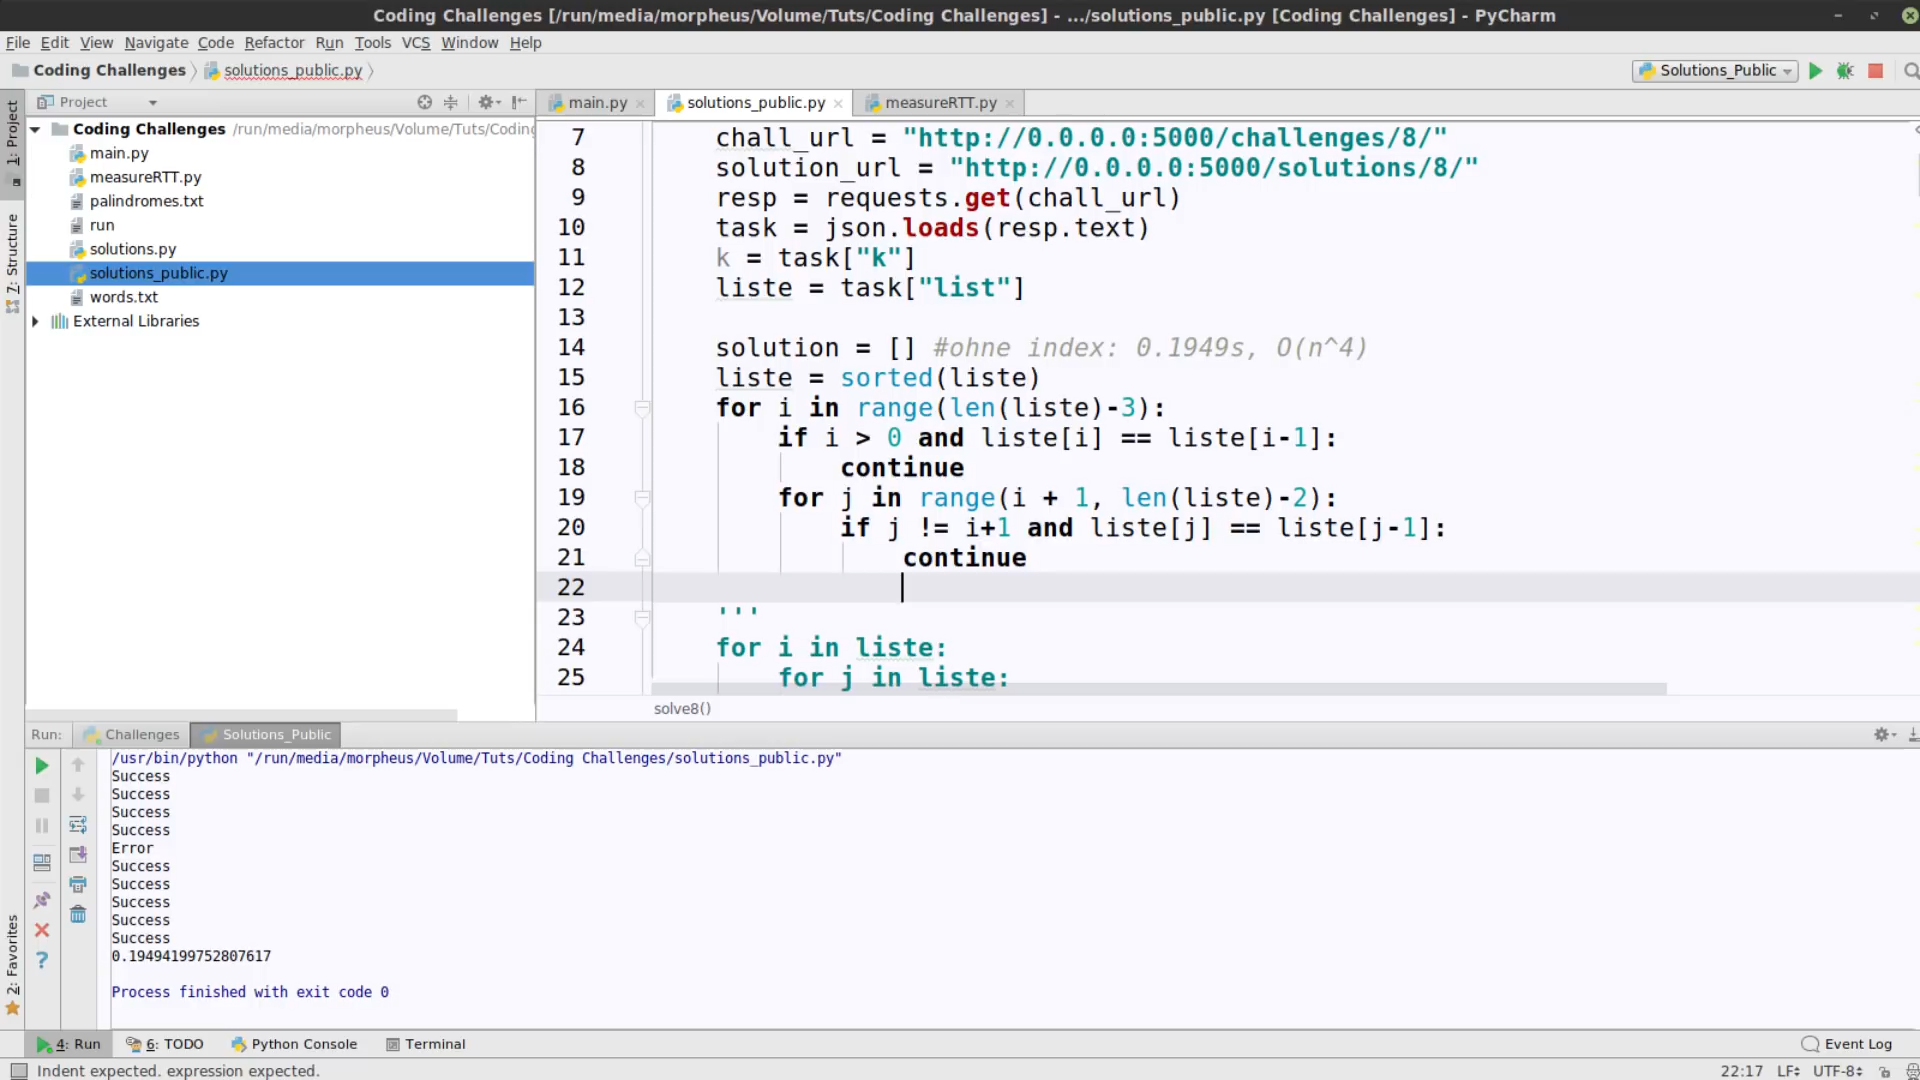 Coding Challenges [/run/media/morpheus/Volume/Tuts/Coding Challenges] - .../solutions_public.py [Coding Challenges] - PyCharm
File Edit View Navigate Code Refactor Run Tools VCS Window Help
Coding Challenges solutions_public.py
Solutions_Public
Project
main.py
solutions_public.py
measureRTT.py
1: Project
7: Structure
2: Favorites
Coding Challenges /run/media/morpheus/Volume/Tuts/Coding
main.py
measureRTT.py
palindromes.txt
run
solutions.py
solutions_public.py
words.txt
External Libraries
7 chall_url = "http://0.0.0.0:5000/challenges/8/"
8 solution_url = "http://0.0.0.0:5000/solutions/8/"
9 resp = requests.get(chall_url)
10 task = json.loads(resp.text)
11 k = task["k"]
12 liste = task["list"]
13
14 solution = [] #ohne index: 0.1949s, O(n^4)
15 liste = sorted(liste)
16 for i in range(len(liste)-3):
17 if i > 0 and liste[i] == liste[i-1]:
18 continue
19 for j in range(i + 1, len(liste)-2):
20 if j != i+1 and liste[j] == liste[j-1]:
21 continue
22
23 '''
24 for i in liste:
25 for j in liste:
solve8()
Run: Challenges Solutions_Public
/usr/bin/python "/run/media/morpheus/Volume/Tuts/Coding Challenges/solutions_public.py"
Success
Success
Success
Success
Error
Success
Success
Success
Success
Success
0.19494199752807617
Process finished with exit code 0
4: Run 6: TODO Python Console Terminal Event Log
Indent expected. expression expected. 22:17 LF÷ UTF-8÷